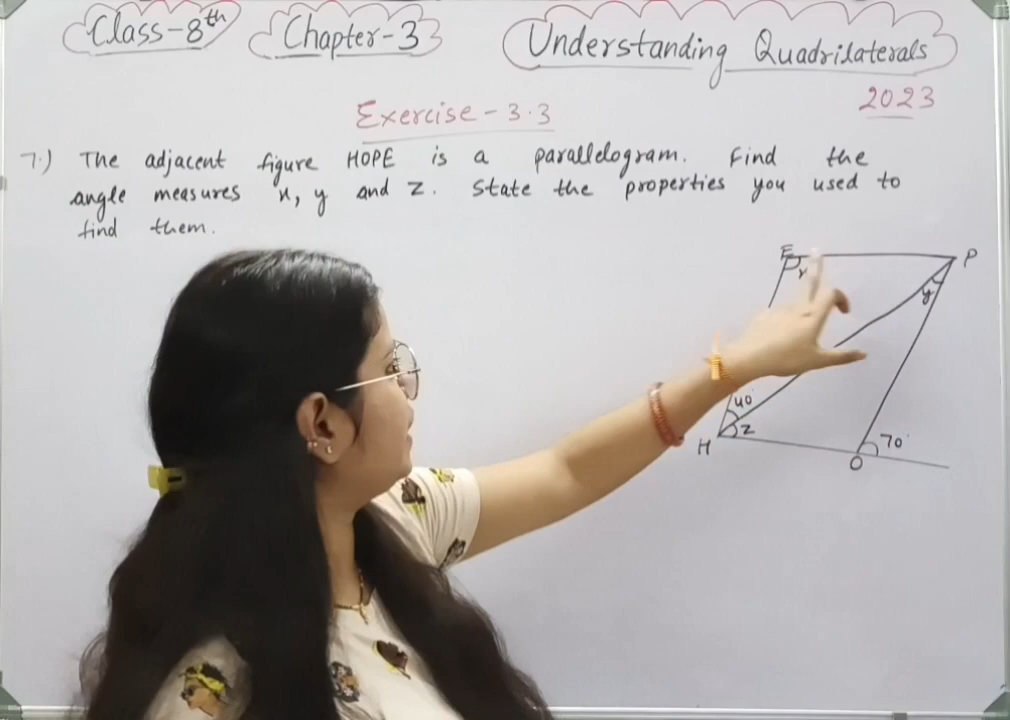 Class-8th Chapter-3 Understanding Quadrilaterals
2023
Exercise-3.3
7.) The adjacent figure HOPE is a parallelogram. Find the
angle measures x, y and z. State the properties you used to
find them.
E P
x y
40°
z
H 70°
O